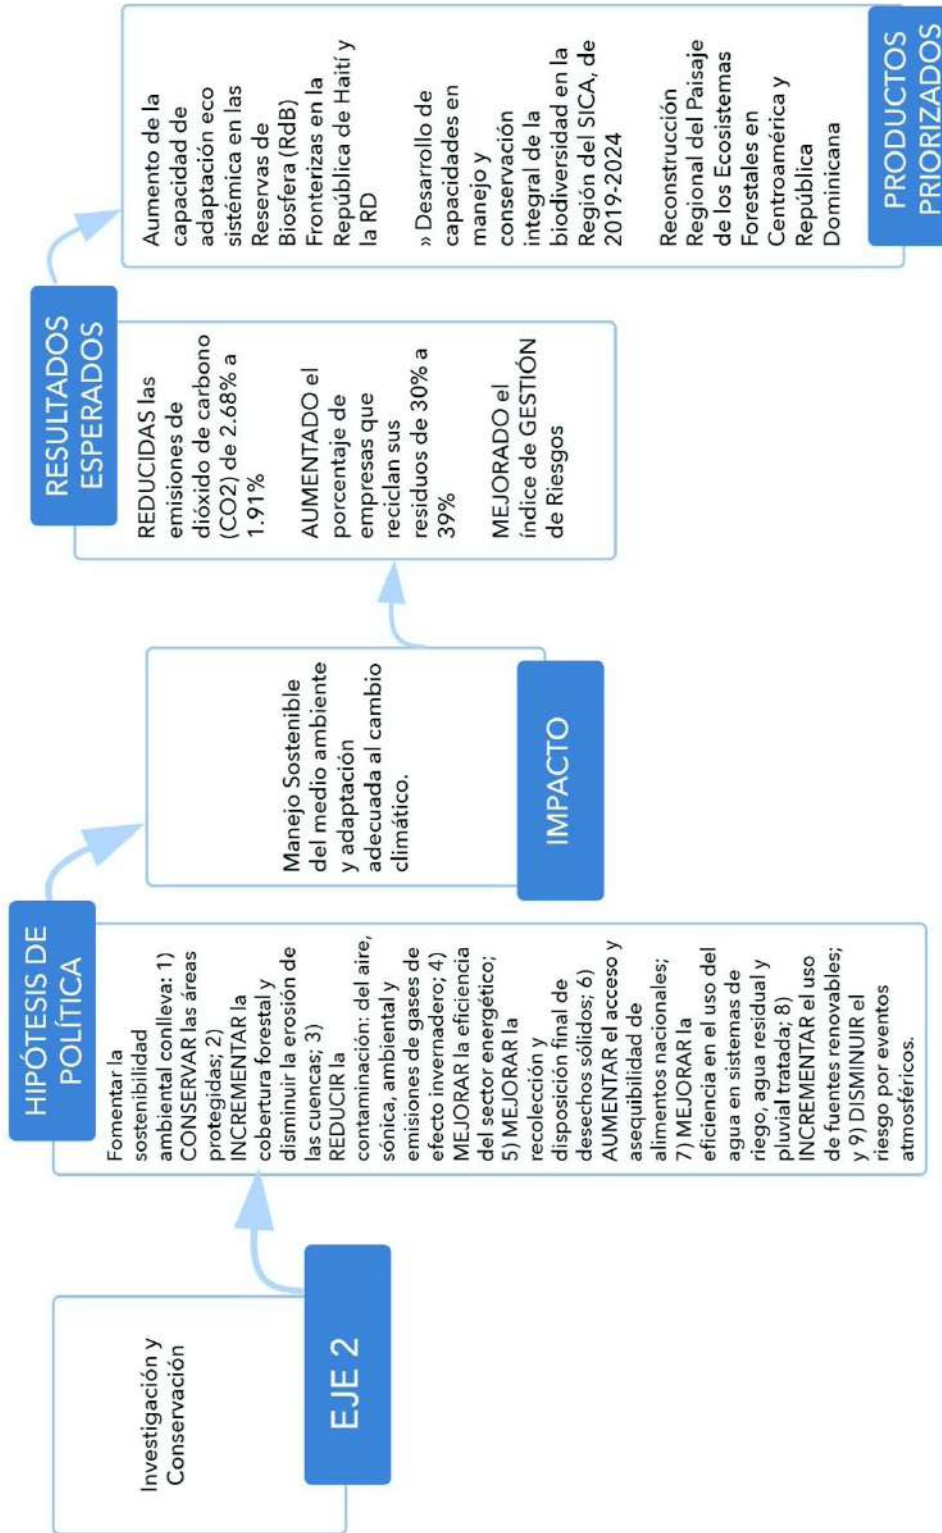 Investigación y
Conservación
EJE 2
HIPÓTESIS DE
POLÍTICA
Fomentar la
sostenibilidad
ambiental conlleva: 1)
CONSERVAR las áreas
protegidas; 2)
INCREMENTAR la
cobertura forestal y
disminuir la erosión de
las cuencas; 3)
REDUCIR la
contaminación: del aire,
sónica, ambiental y
emisiones de gases de
efecto invernadero; 4)
MEJORAR la eficiencia
del sector energético;
5) MEJORAR la
recolección y
disposición final de
desechos sólidos; 6)
AUMENTAR el acceso y
asequibilidad de
alimentos nacionales;
7) MEJORAR la
eficiencia en el uso del
agua en sistemas de
riego, agua residual y
pluvial tratada; 8)
INCREMENTAR el uso
de fuentes renovables;
y 9) DISMINUIR el
riesgo por eventos
atmosféricos.
Manejo Sostenible
del medio ambiente
y adaptación
adecuada al cambio
climático.
IMPACTO
RESULTADOS
ESPERADOS
REDUCIDAS las
emisiones de
dióxido de carbono
(CO2) de 2.68% a
1.91%
AUMENTADO el
porcentaje de
empresas que
reciclan sus
residuos de 30% a
39%
MEJORADO el
índice de GESTIÓN
de Riesgos
Aumento de la
capacidad de
adaptación eco
sistémica en las
Reservas de
Biosfera (RdB)
Fronterizas en la
República de Haití y
la RD
» Desarrollo de
capacidades en
manejo y
conservación
integral de la
biodiversidad en la
Región del SICA, de
2019-2024
Reconstrucción
Regional del Paisaje
de los Ecosistemas
Forestales en
Centroamérica y
República
Dominicana
PRODUCTOS
PRIORIZADOS